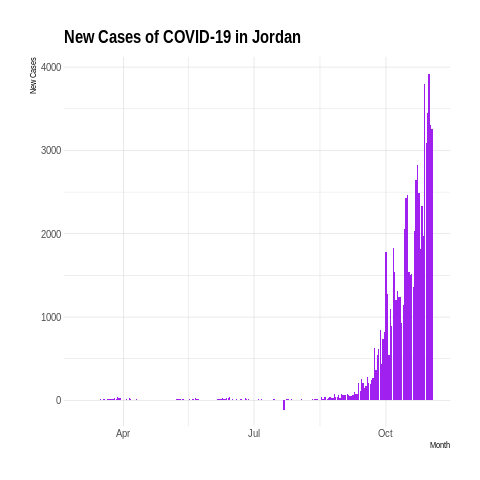 New Cases of COVID-19 in Jordan
New Cases
4000
3000
2000
1000
0
Apr
Jul
Oct
Month